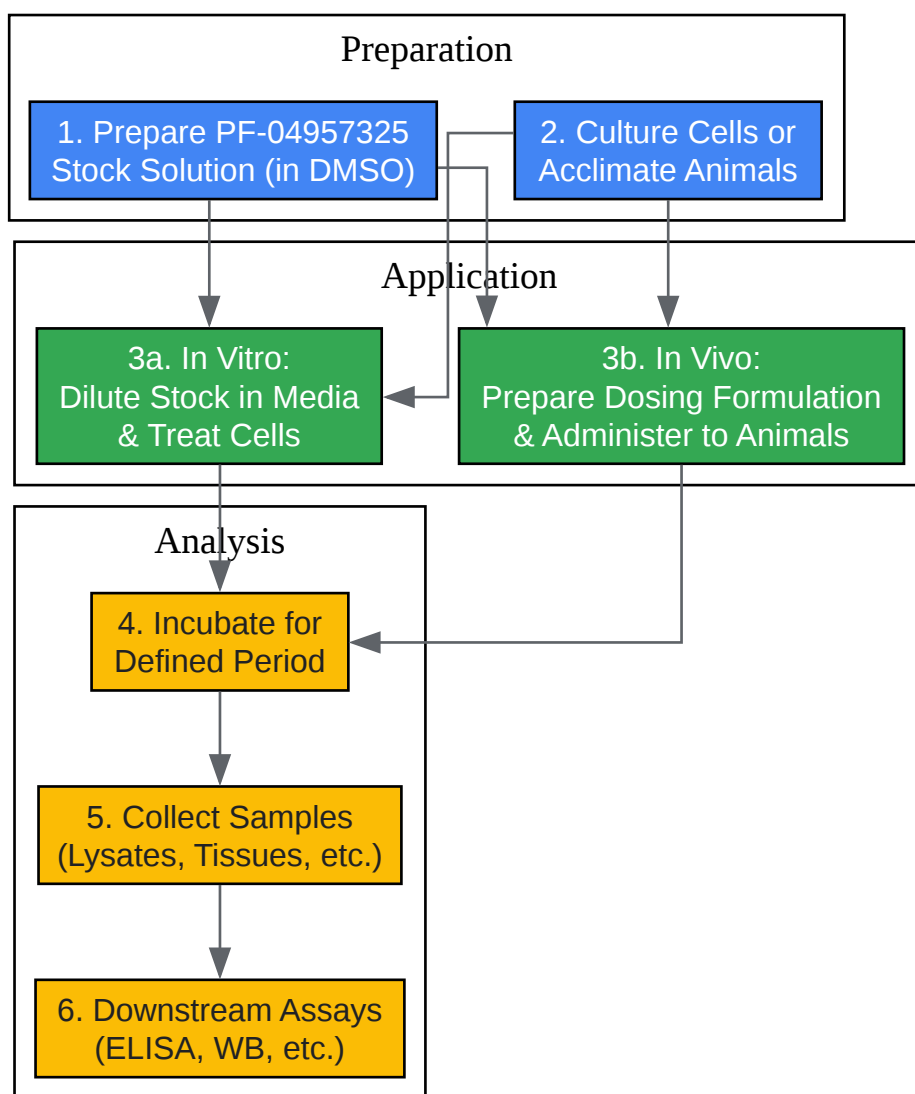 Preparation
1. Prepare PF-04957325
Stock Solution (in DMSO)
2. Culture Cells or
Acclimate Animals
Application
3a. In Vitro:
Dilute Stock in Media
& Treat Cells
3b. In Vivo:
Prepare Dosing Formulation
& Administer to Animals
Analysis
4. Incubate for
Defined Period
5. Collect Samples
(Lysates, Tissues, etc.)
6. Downstream Assays
(ELISA, WB, etc.)